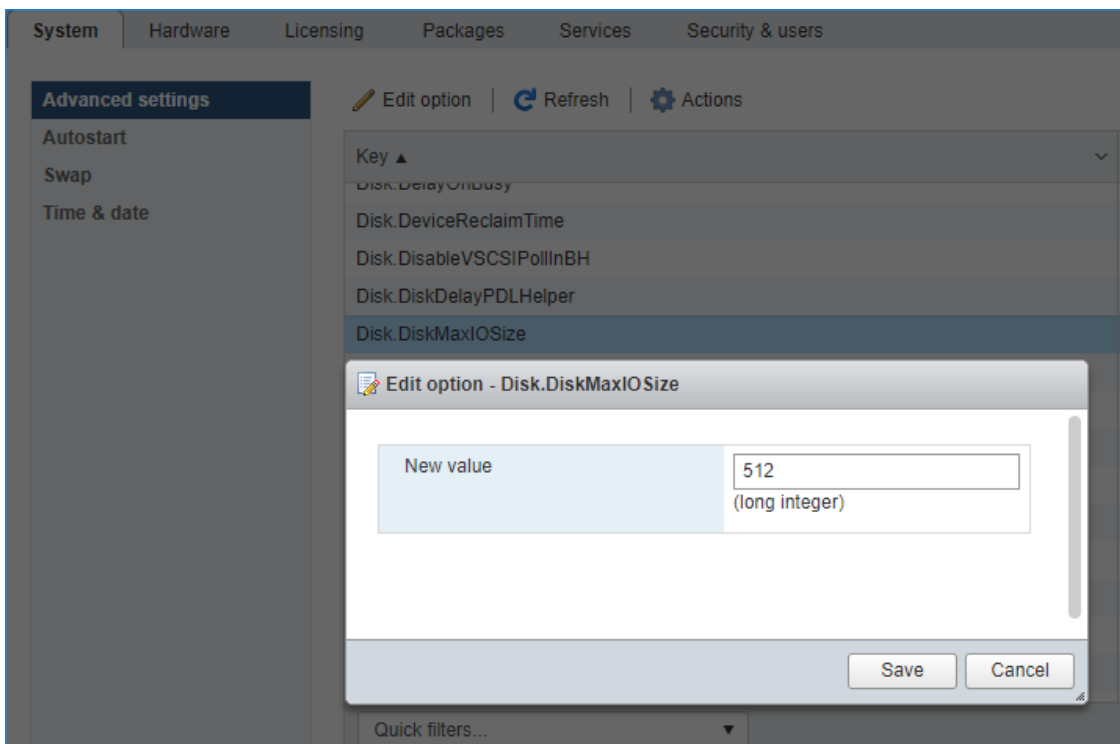 System Hardware Licensing Packages Services Security & users
Advanced settings
Autostart
Swap
Time & date
Edit option Refresh Actions
Key ▲
Disk.DelayOnBusy
Disk.DeviceReclaimTime
Disk.DisableVSCSIPollInBH
Disk.DiskDelayPDLHelper
Disk.DiskMaxIOSize
Edit option - Disk.DiskMaxIOSize
New value 512
(long integer)
Save Cancel
Quick filters... ▼